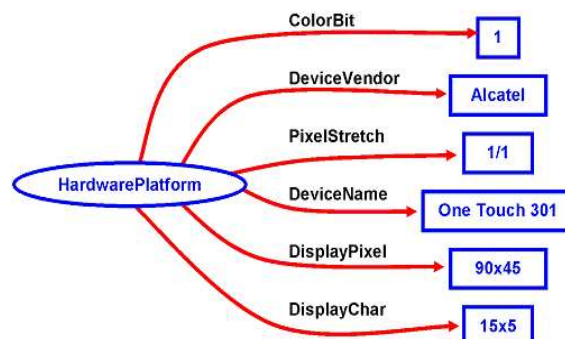 ColorBit
1
DeviceVendor
Alcatel
PixelStretch
1/1
HardwarePlatform
DeviceName
One Touch 301
DisplayPixel
90x45
DisplayChar
15x5